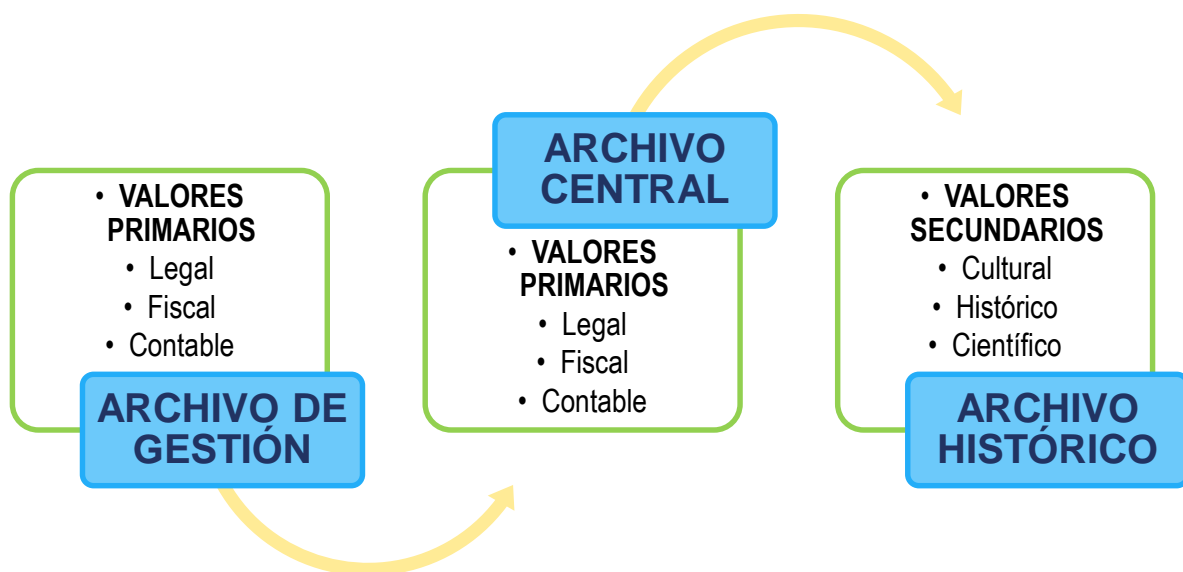 • VALORES
PRIMARIOS
• Legal
• Fiscal
• Contable
ARCHIVO DE
GESTIÓN
ARCHIVO
CENTRAL
• VALORES
PRIMARIOS
• Legal
• Fiscal
• Contable
• VALORES
SECUNDARIOS
• Cultural
• Histórico
• Científico
ARCHIVO
HISTÓRICO